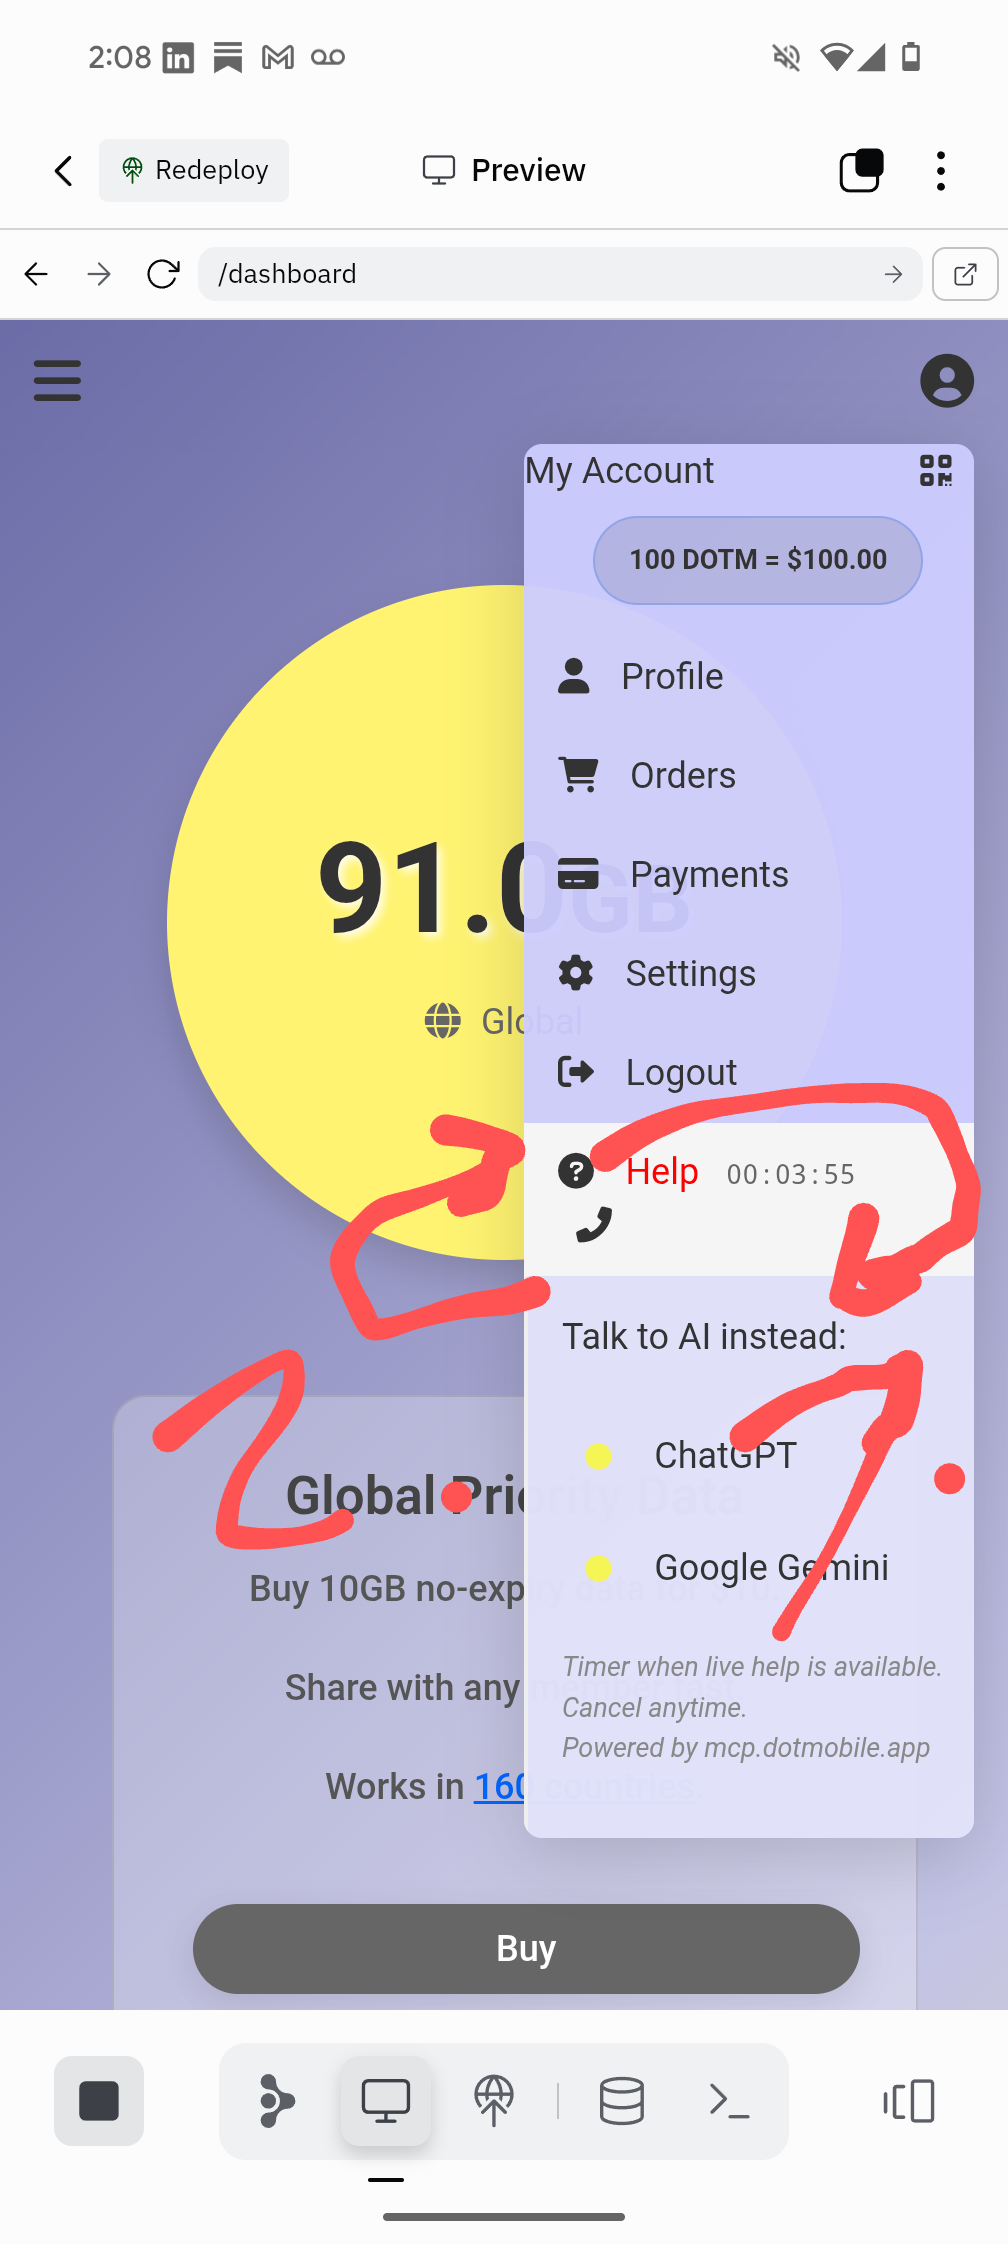 2:08
Redeploy
Preview
/dashboard
My Account
100 DOTM = $100.00
Profile
Orders
Payments
91.0GB
Settings
Global
Logout
Help 00:03:55
Talk to AI instead:
2.
ChatGPT
Global Priority Data
Google Gemini
Buy 10GB no-expiry data for $10.
Timer when live help is available.
Share with any member fast
Cancel anytime.
Powered by mcp.dotmobile.app
Works in 160 countries.
Buy